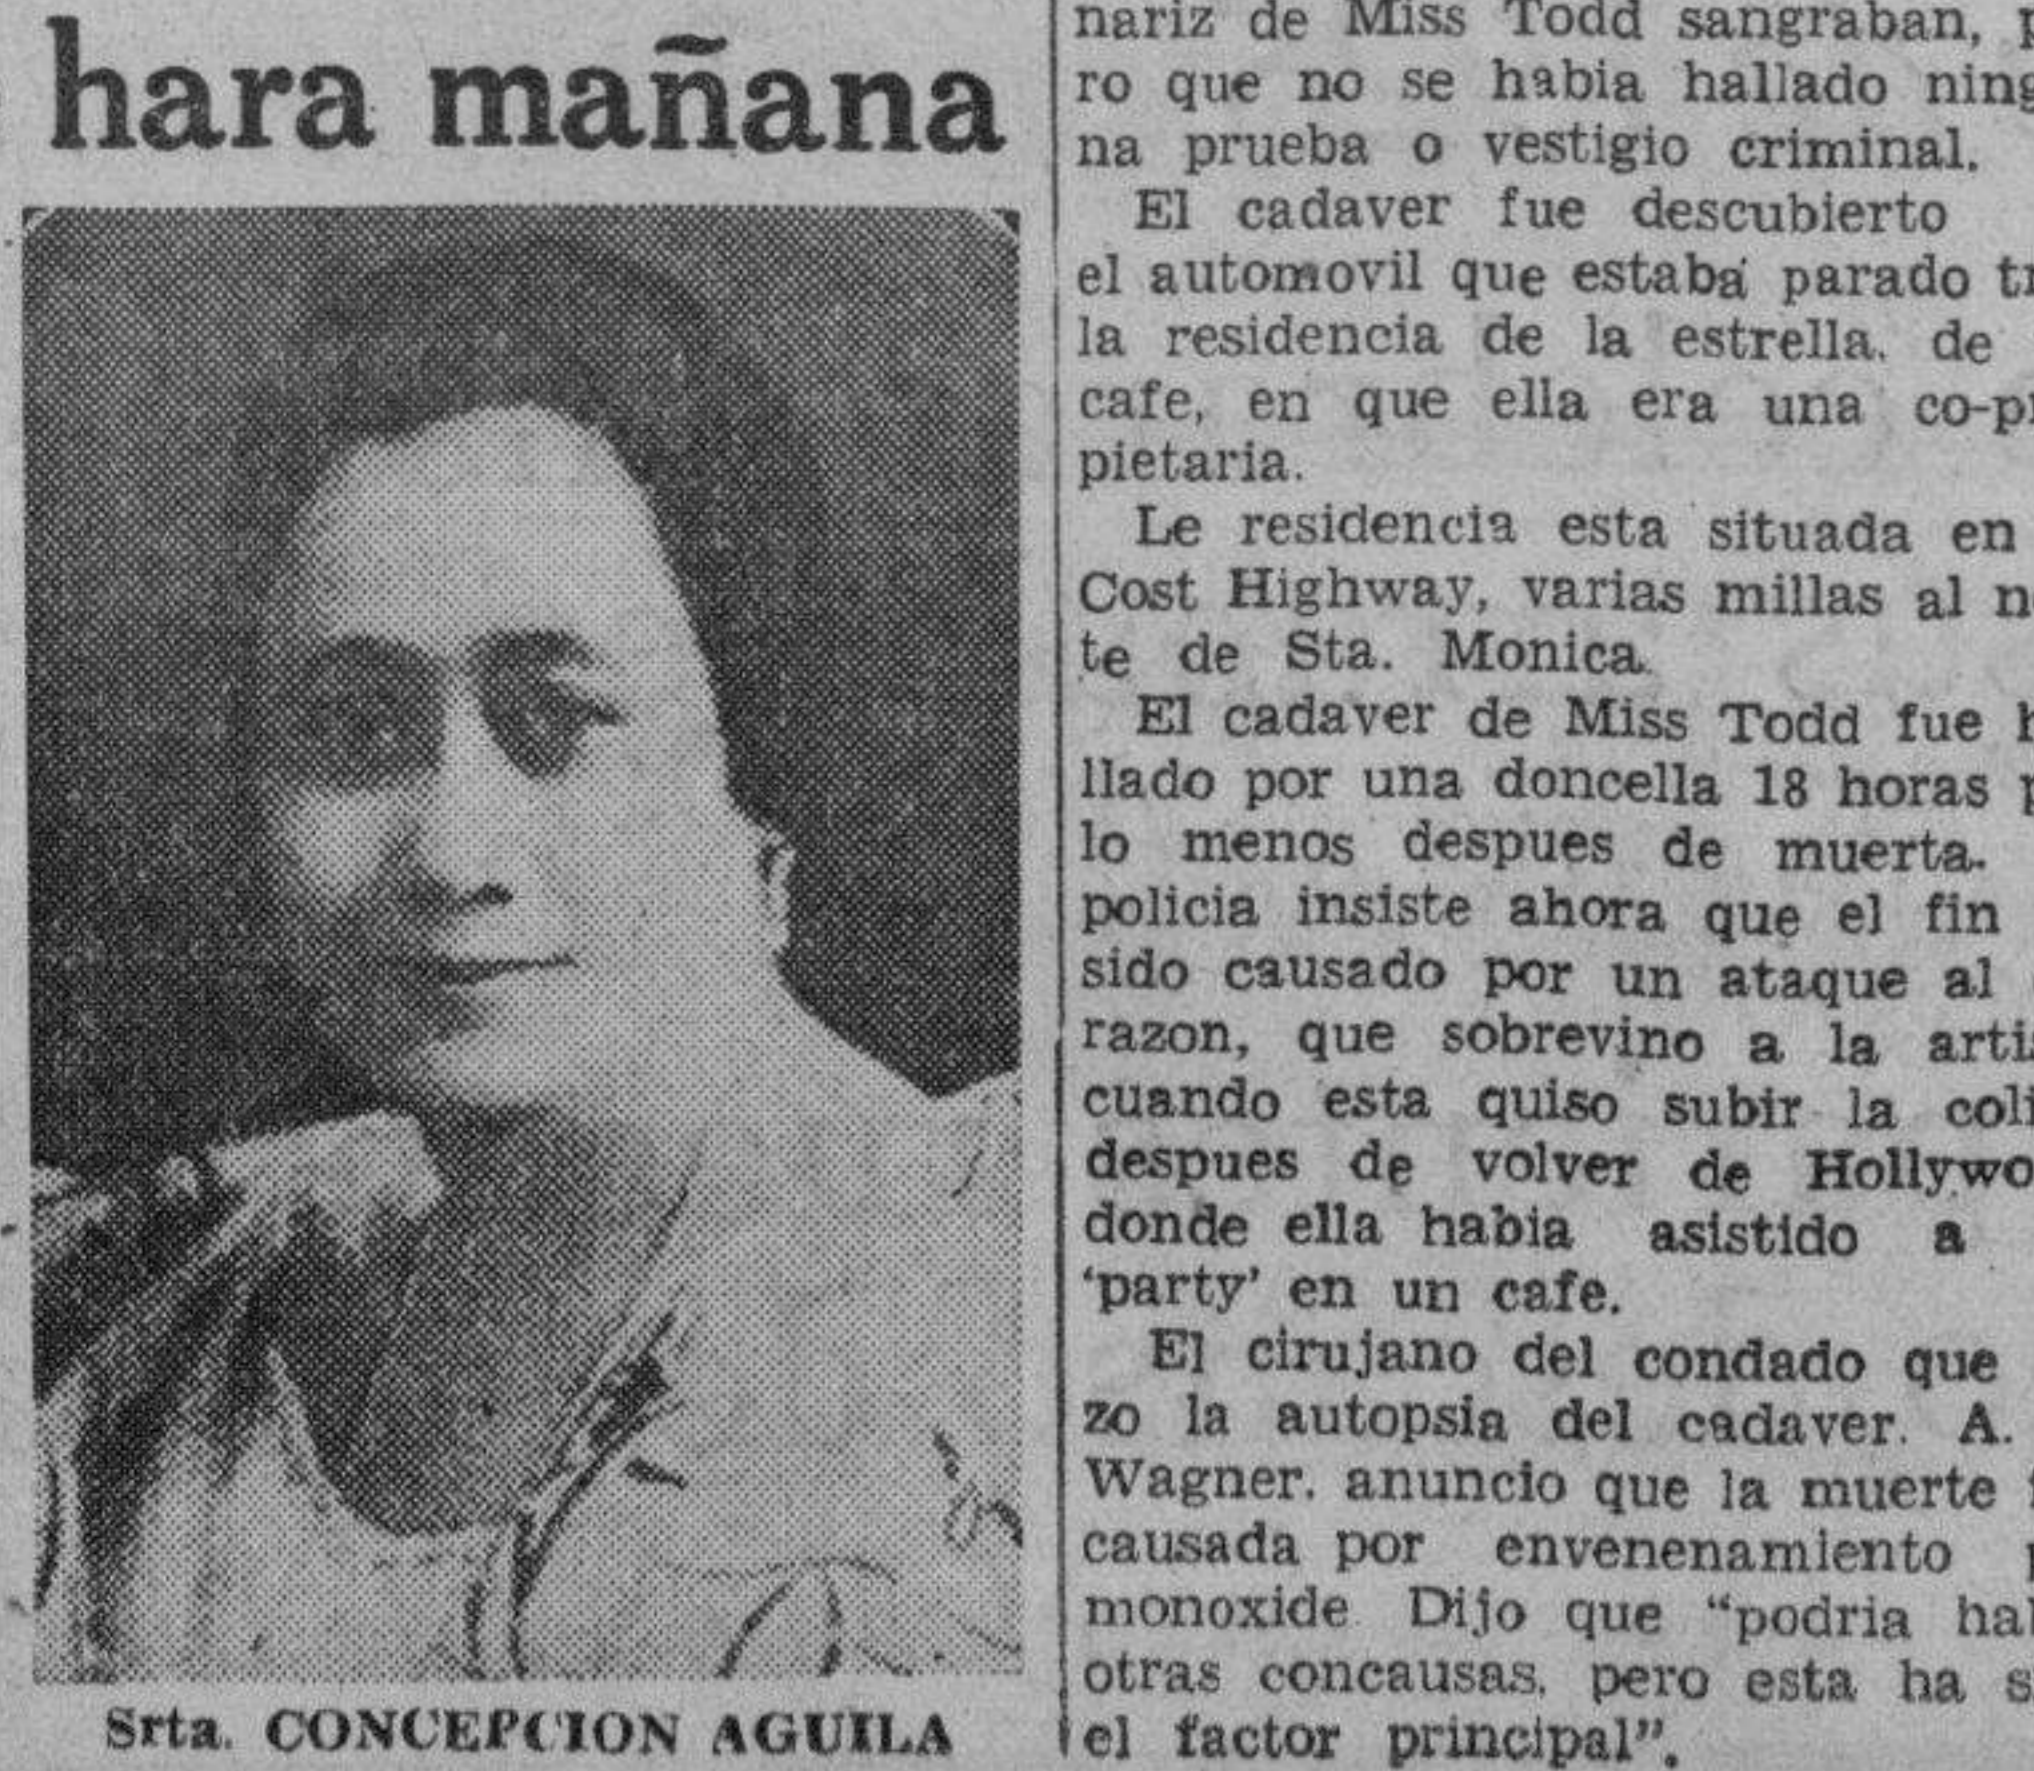 hara mañana
Srta. CONCEPCION AGUILA
nariz de Miss Todd sangraban,
ro que no se habia hallado ning
na prueba o vestigio criminal.
El cadaver fue descubierto
el automovil que estaba parado tr
la residencia de la estrella. de
cafe, en que ella era una co-pr
pietaria.
Le residencia esta situada en
Cost Highway, varias millas al n
te de Sta. Monica.
El cadaver de Miss Todd fue h
llado por una doncella 18 horas p
lo menos despues de muerta.
policia insiste ahora que el fin
sido causado por un ataque al
razon, que sobrevino a la arti
cuando esta quiso subir la coli
despues de volver de Hollywo
donde ella habia asistido a
'party' en un cafe.
El cirujano del condado que
zo la autopsia del cadaver. A.
Wagner. anuncio que la muerte
causada por envenenamiento p
monoxide. Dijo que "podria hab
otras concausas. pero esta ha s
el factor principal".